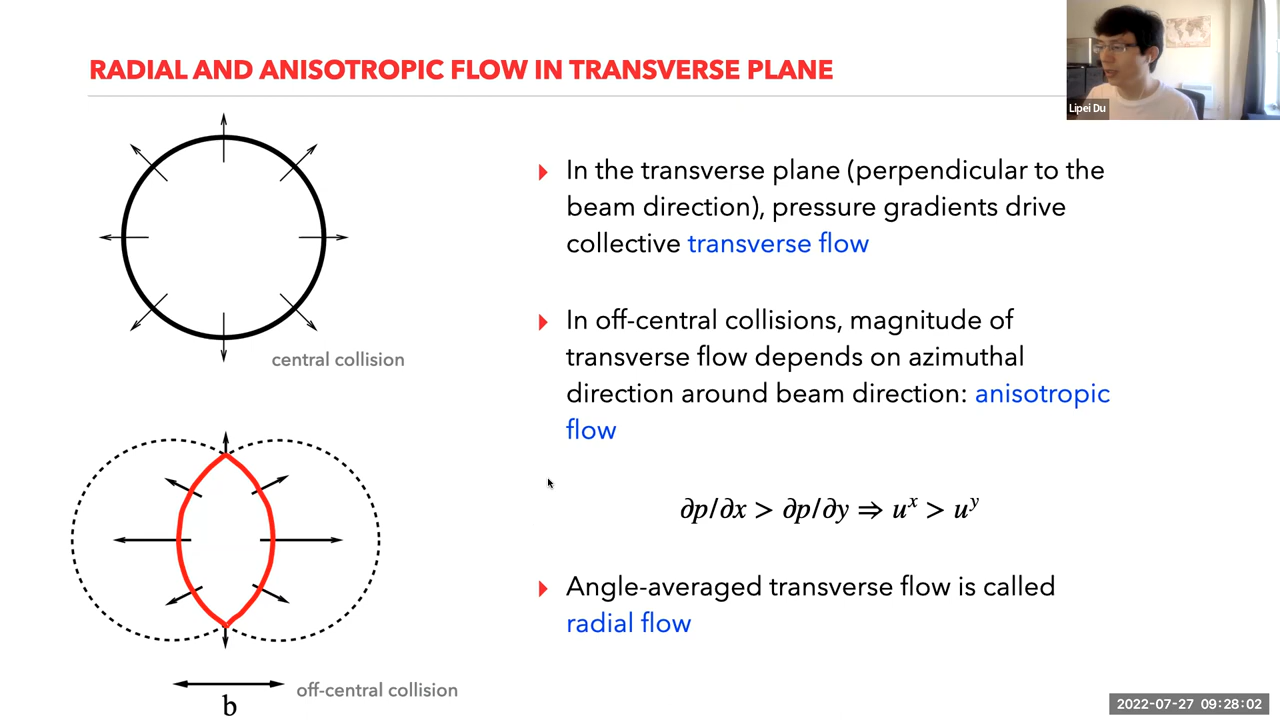 RADIAL AND ANISOTROPIC FLOW IN TRANSVERSE PLANE
Lipei Du
In the transverse plane (perpendicular to the
beam direction), pressure gradients drive
collective transverse flow
In off-central collisions, magnitude of
transverse flow depends on azimuthal
direction around beam direction: anisotropic
flow
∂p/∂x > ∂p/∂y ⇒ uˣ > uʸ
Angle-averaged transverse flow is called
radial flow
central collision
off-central collision
b
2022-07-27 09:28:02